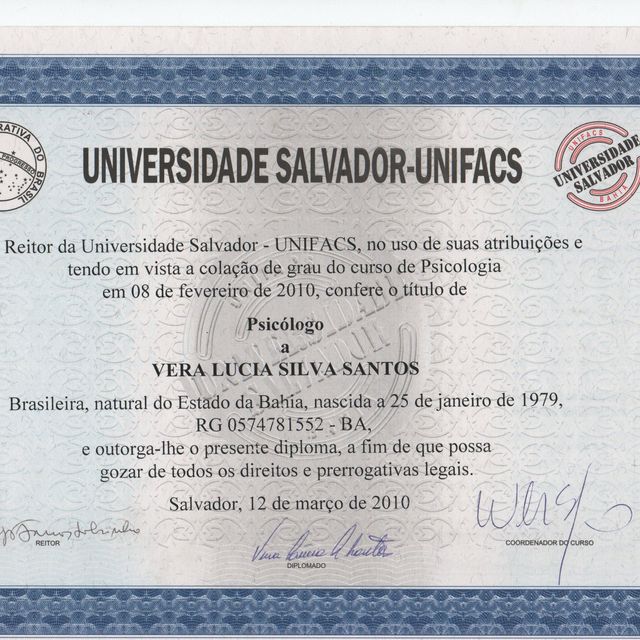 RATIVA DO BRASIL
UNIVERSIDADE SALVADOR-UNIFACS
UNIFACS
UNIVERSIDADE
SALVADOR
BAHIA
Reitor da Universidade Salvador - UNIFACS, no uso de suas atribuições e
tendo em vista a colação de grau do curso de Psicologia
em 08 de fevereiro de 2010, confere o título de
Psicólogo
a
VERA LUCIA SILVA SANTOS
Brasileira, natural do Estado da Bahia, nascida a 25 de janeiro de 1979,
RG 0574781552 - BA,
e outorga-lhe o presente diploma, a fim de que possa
gozar de todos os direitos e prerrogativas legais.
Salvador, 12 de março de 2010
REITOR
DIPLOMADO
COORDENADOR DO CURSO